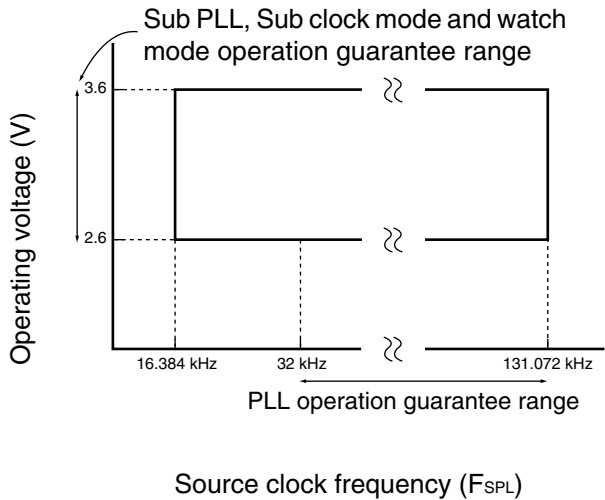 Sub PLL, Sub clock mode and watch
mode operation guarantee range
Operating voltage (V)
3.6
2.6
16.384 kHz
32 kHz
131.072 kHz
PLL operation guarantee range
Source clock frequency (FSPL)